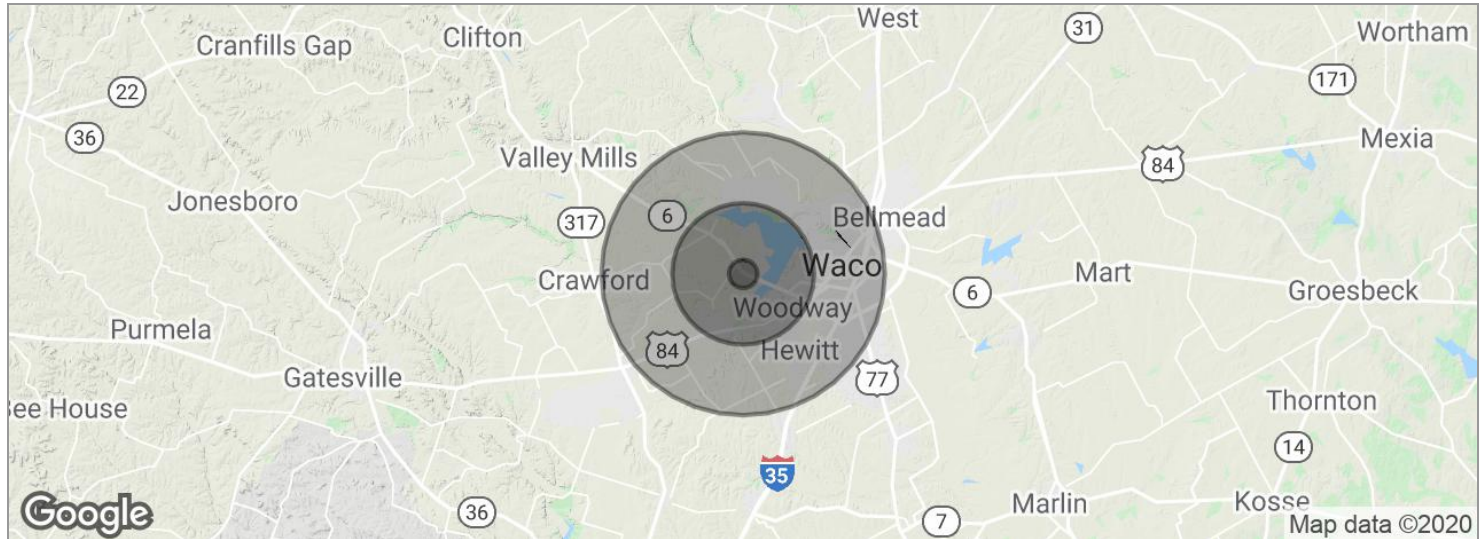 West
31
Wortham
Clifton
Cranfills Gap
171
22
36
Mexia
84
Valley Mills
Jonesboro
317
6
Bellmead
Waco
Crawford
Mart
6
Groesbeck
Woodway
Purmela
84
Hewitt
77
Gatesville
Bee House
Thornton
14
35
Marlin
Kosse
36
7
Google
Map data ©2020